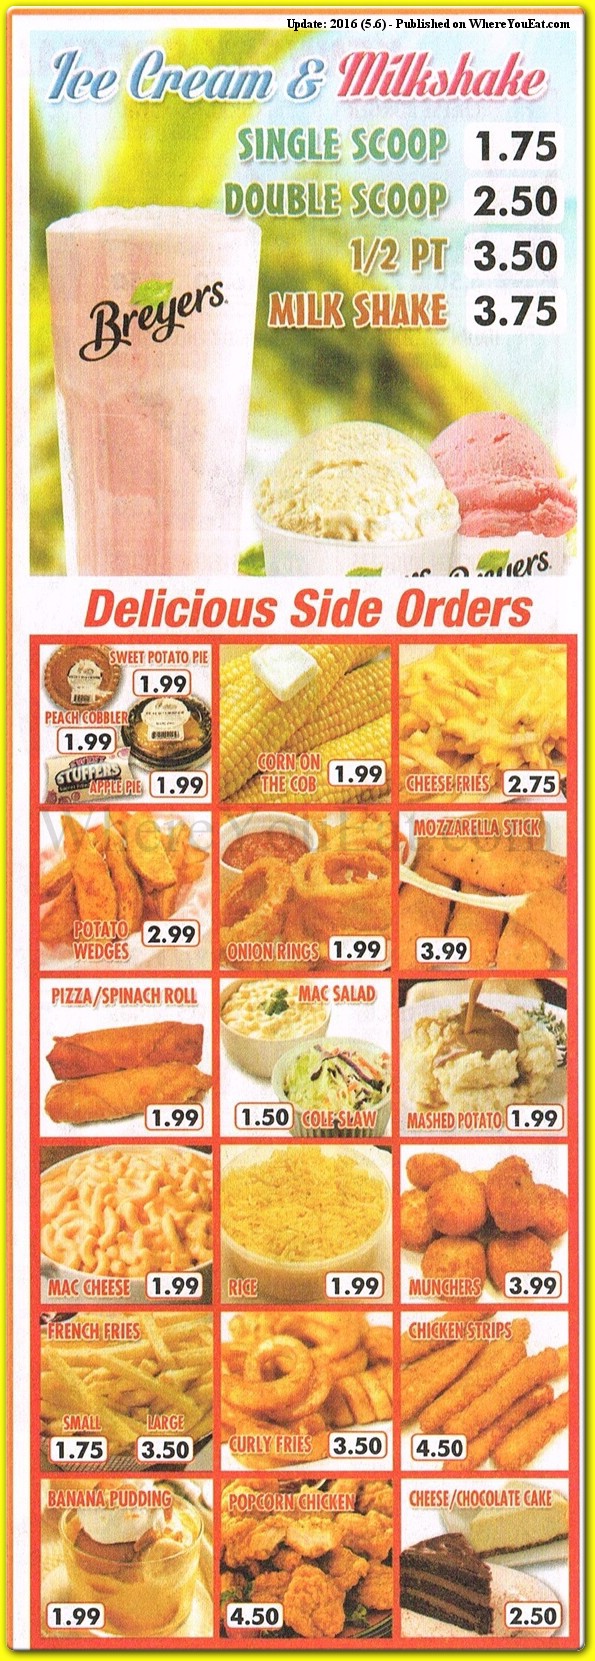 Update: 2016 (5.6) - Published on WhereYouEat.com
Ice Cream & Milkshake
SINGLE SCOOP 1.75
DOUBLE SCOOP 2.50
1/2 PT 3.50
MILK SHAKE 3.75
Breyers
Breyers
Delicious Side Orders
SWEET POTATO PIE
1.99
PEACH COBBLER
1.99
STUFFERS
APPLE PIE 1.99
CORN ON
THE COB 1.99
CHEESE FRIES 2.75
WhereYouEat.com
POTATO
WEDGES 2.99
ONION RINGS 1.99
MOZZARELLA STICK
3.99
PIZZA/SPINACH ROLL
1.99
MAC SALAD
1.50 COLE SLAW
MASHED POTATO 1.99
MAC CHEESE 1.99
RICE 1.99
MUNCHERS 3.99
FRENCH FRIES
SMALL LARGE
1.75 3.50
CURLY FRIES 3.50
CHICKEN STRIPS
4.50
BANANA PUDDING
1.99
POPCORN CHICKEN
4.50
CHEESE/CHOCOLATE CAKE
2.50